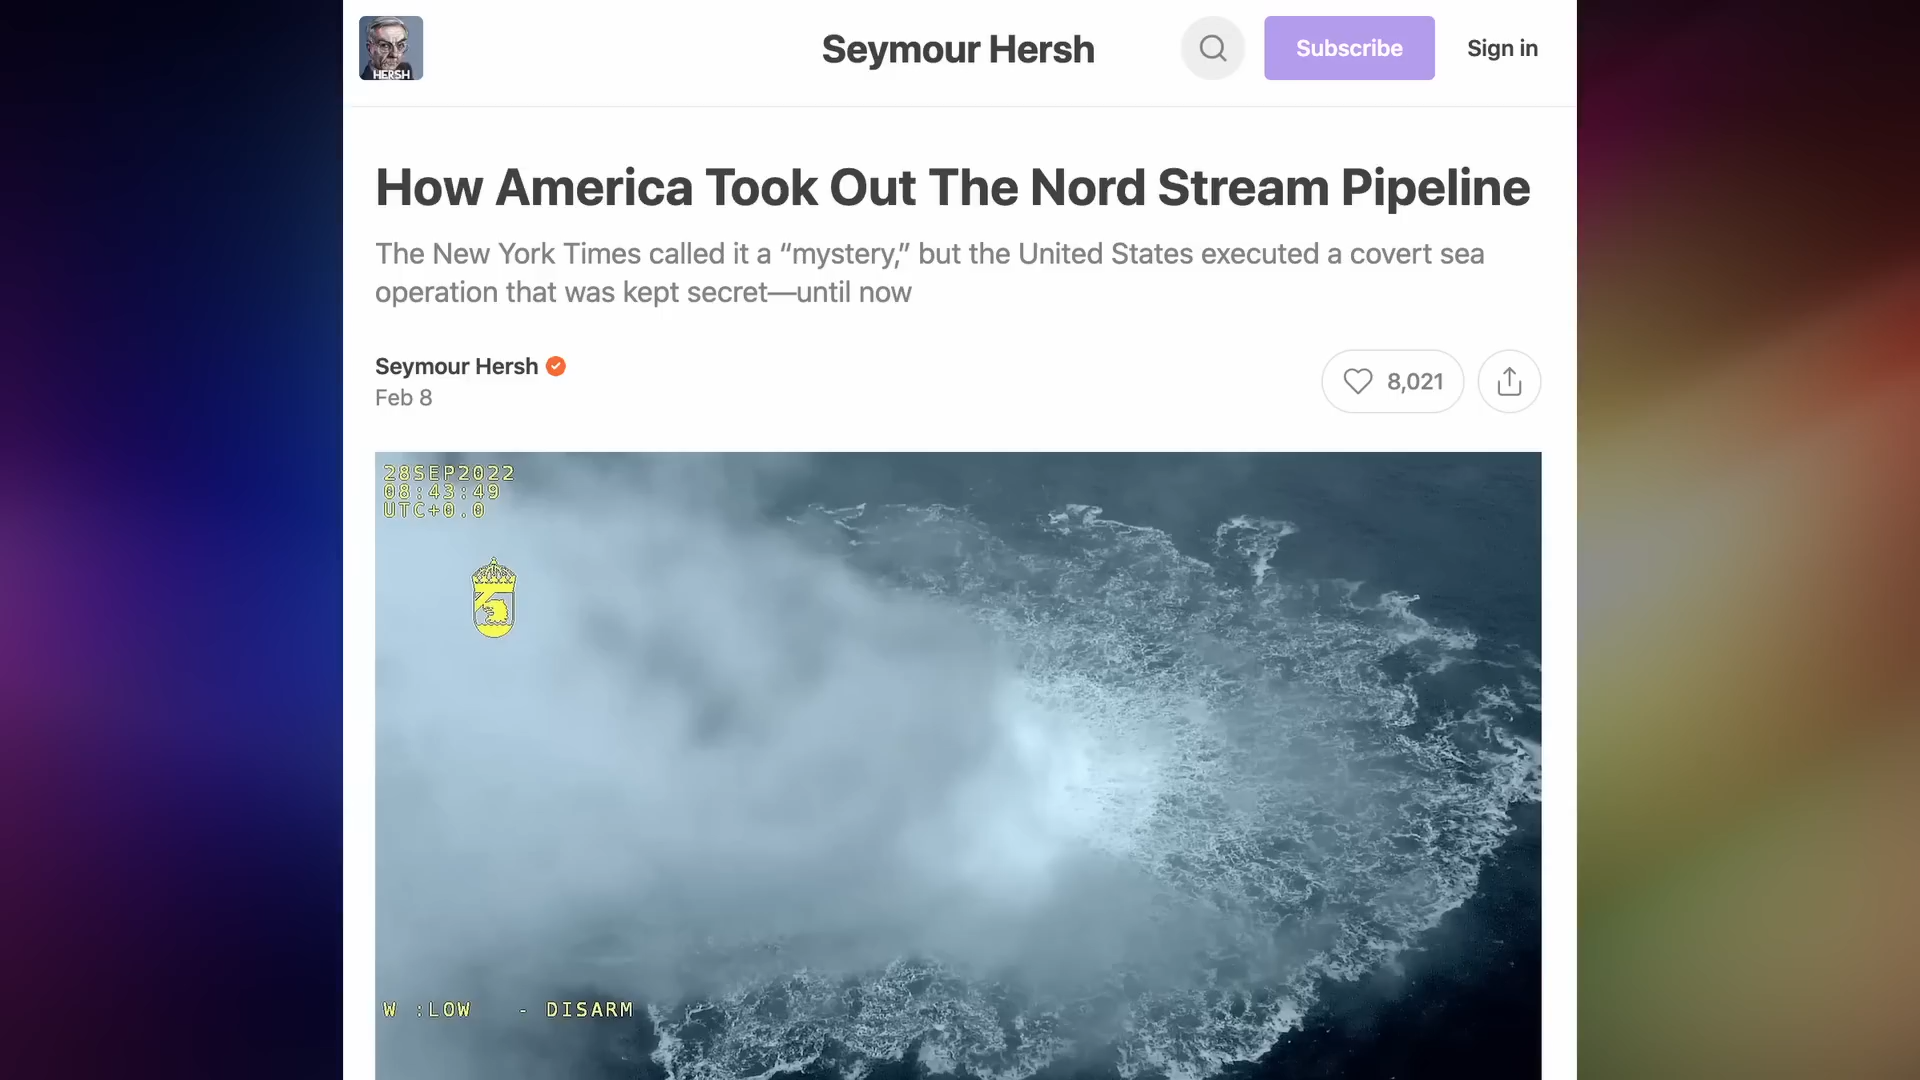 HERSH
Seymour Hersh
Subscribe
Sign in
How America Took Out The Nord Stream Pipeline
The New York Times called it a “mystery,” but the United States executed a covert sea
operation that was kept secret—until now
Seymour Hersh
Feb 8
8,021
28SEP2022
08:43:49
UTC+0.0
W :LOW - DISARM